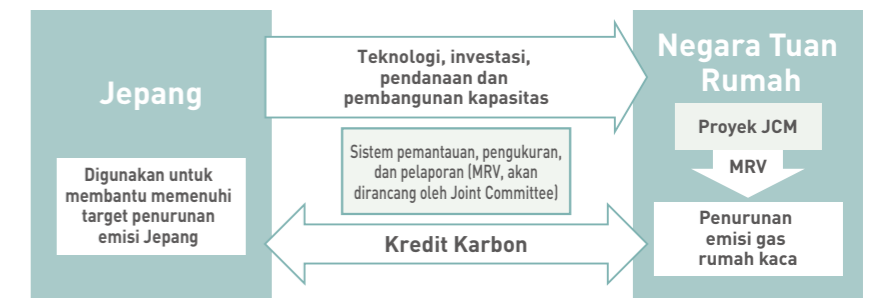 Jepang
Digunakan untuk
membantu memenuhi
target penurunan
emisi Jepang
Teknologi, investasi,
pendanaan dan
pembangunan kapasitas
Sistem pemantauan, pengukuran,
dan pelaporan (MRV, akan
dirancang oleh Joint Committee)
Kredit Karbon
Negara Tuan
Rumah
Proyek JCM
MRV
Penurunan
emisi gas
rumah kaca